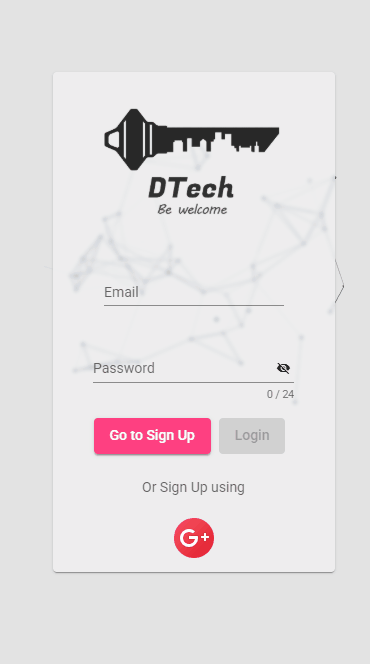 DTech
Be welcome
Email
Password
0 / 24
Go to Sign Up Login
Or Sign Up using
G+